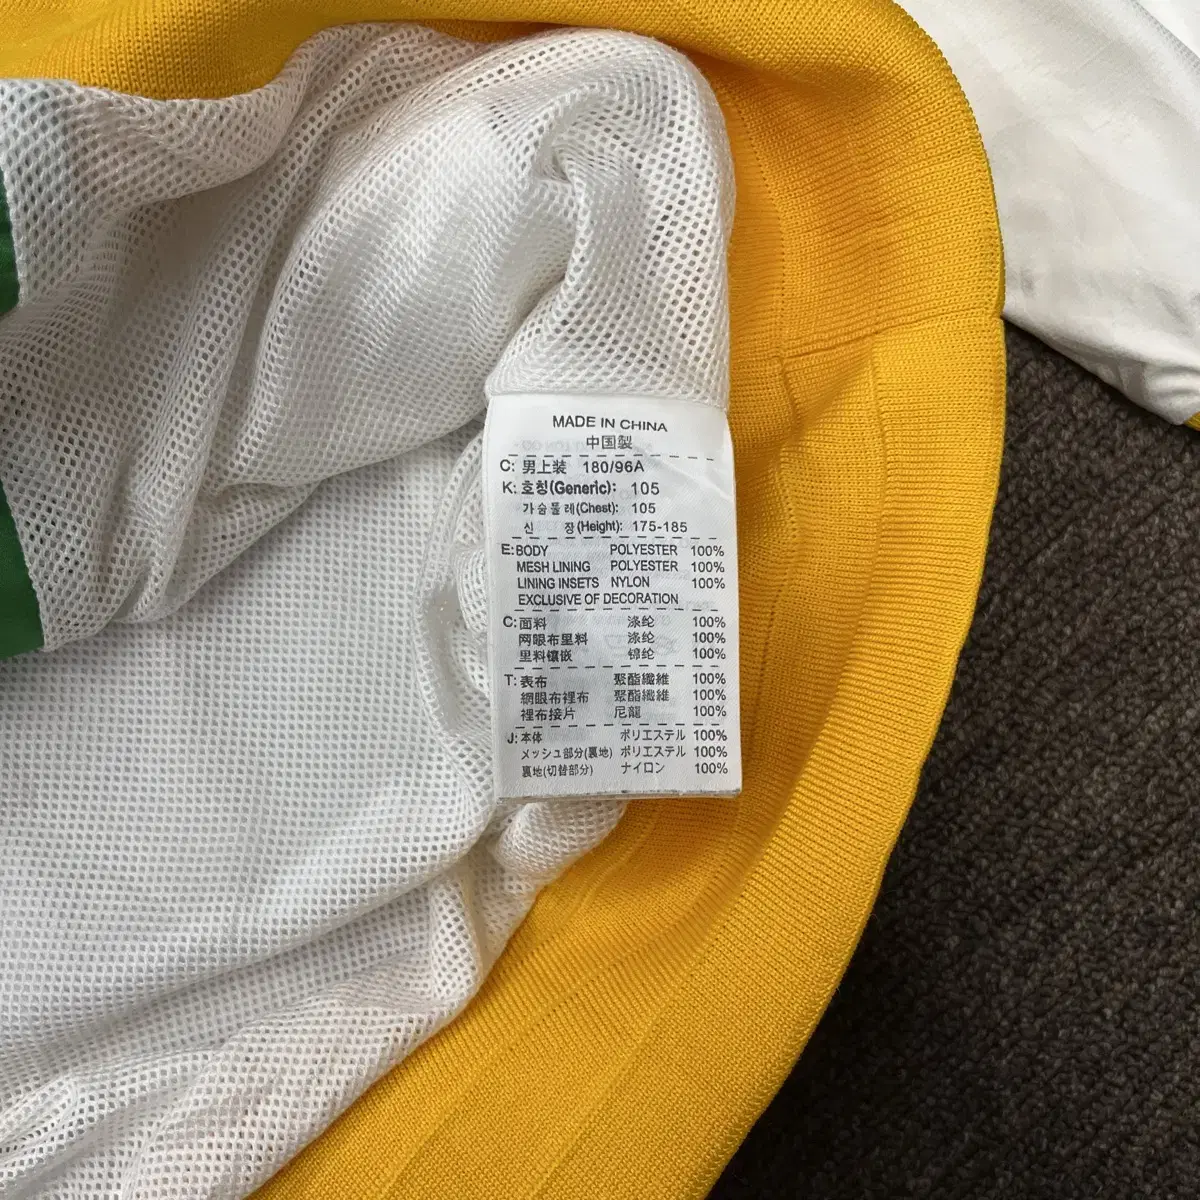 MADE IN CHINA
中国製
C: 男上装 180/96A
K: 호칭(Generic): 105
가슴둘레(Chest): 105
신 장(Height): 175-185
E: BODY POLYESTER 100%
MESH LINING POLYESTER 100%
LINING INSETS NYLON 100%
EXCLUSIVE OF DECORATION
C: 面料 涤纶 100%
网眼布里料 涤纶 100%
里料镶嵌 锦纶 100%
T: 表布 聚酯纖維 100%
網眼布裡布 聚酯纖維 100%
裡布接片 尼龍 100%
J: 本体 ポリエステル 100%
メッシュ部分(裏地) ポリエステル 100%
裏地(切替部分) ナイロン 100%